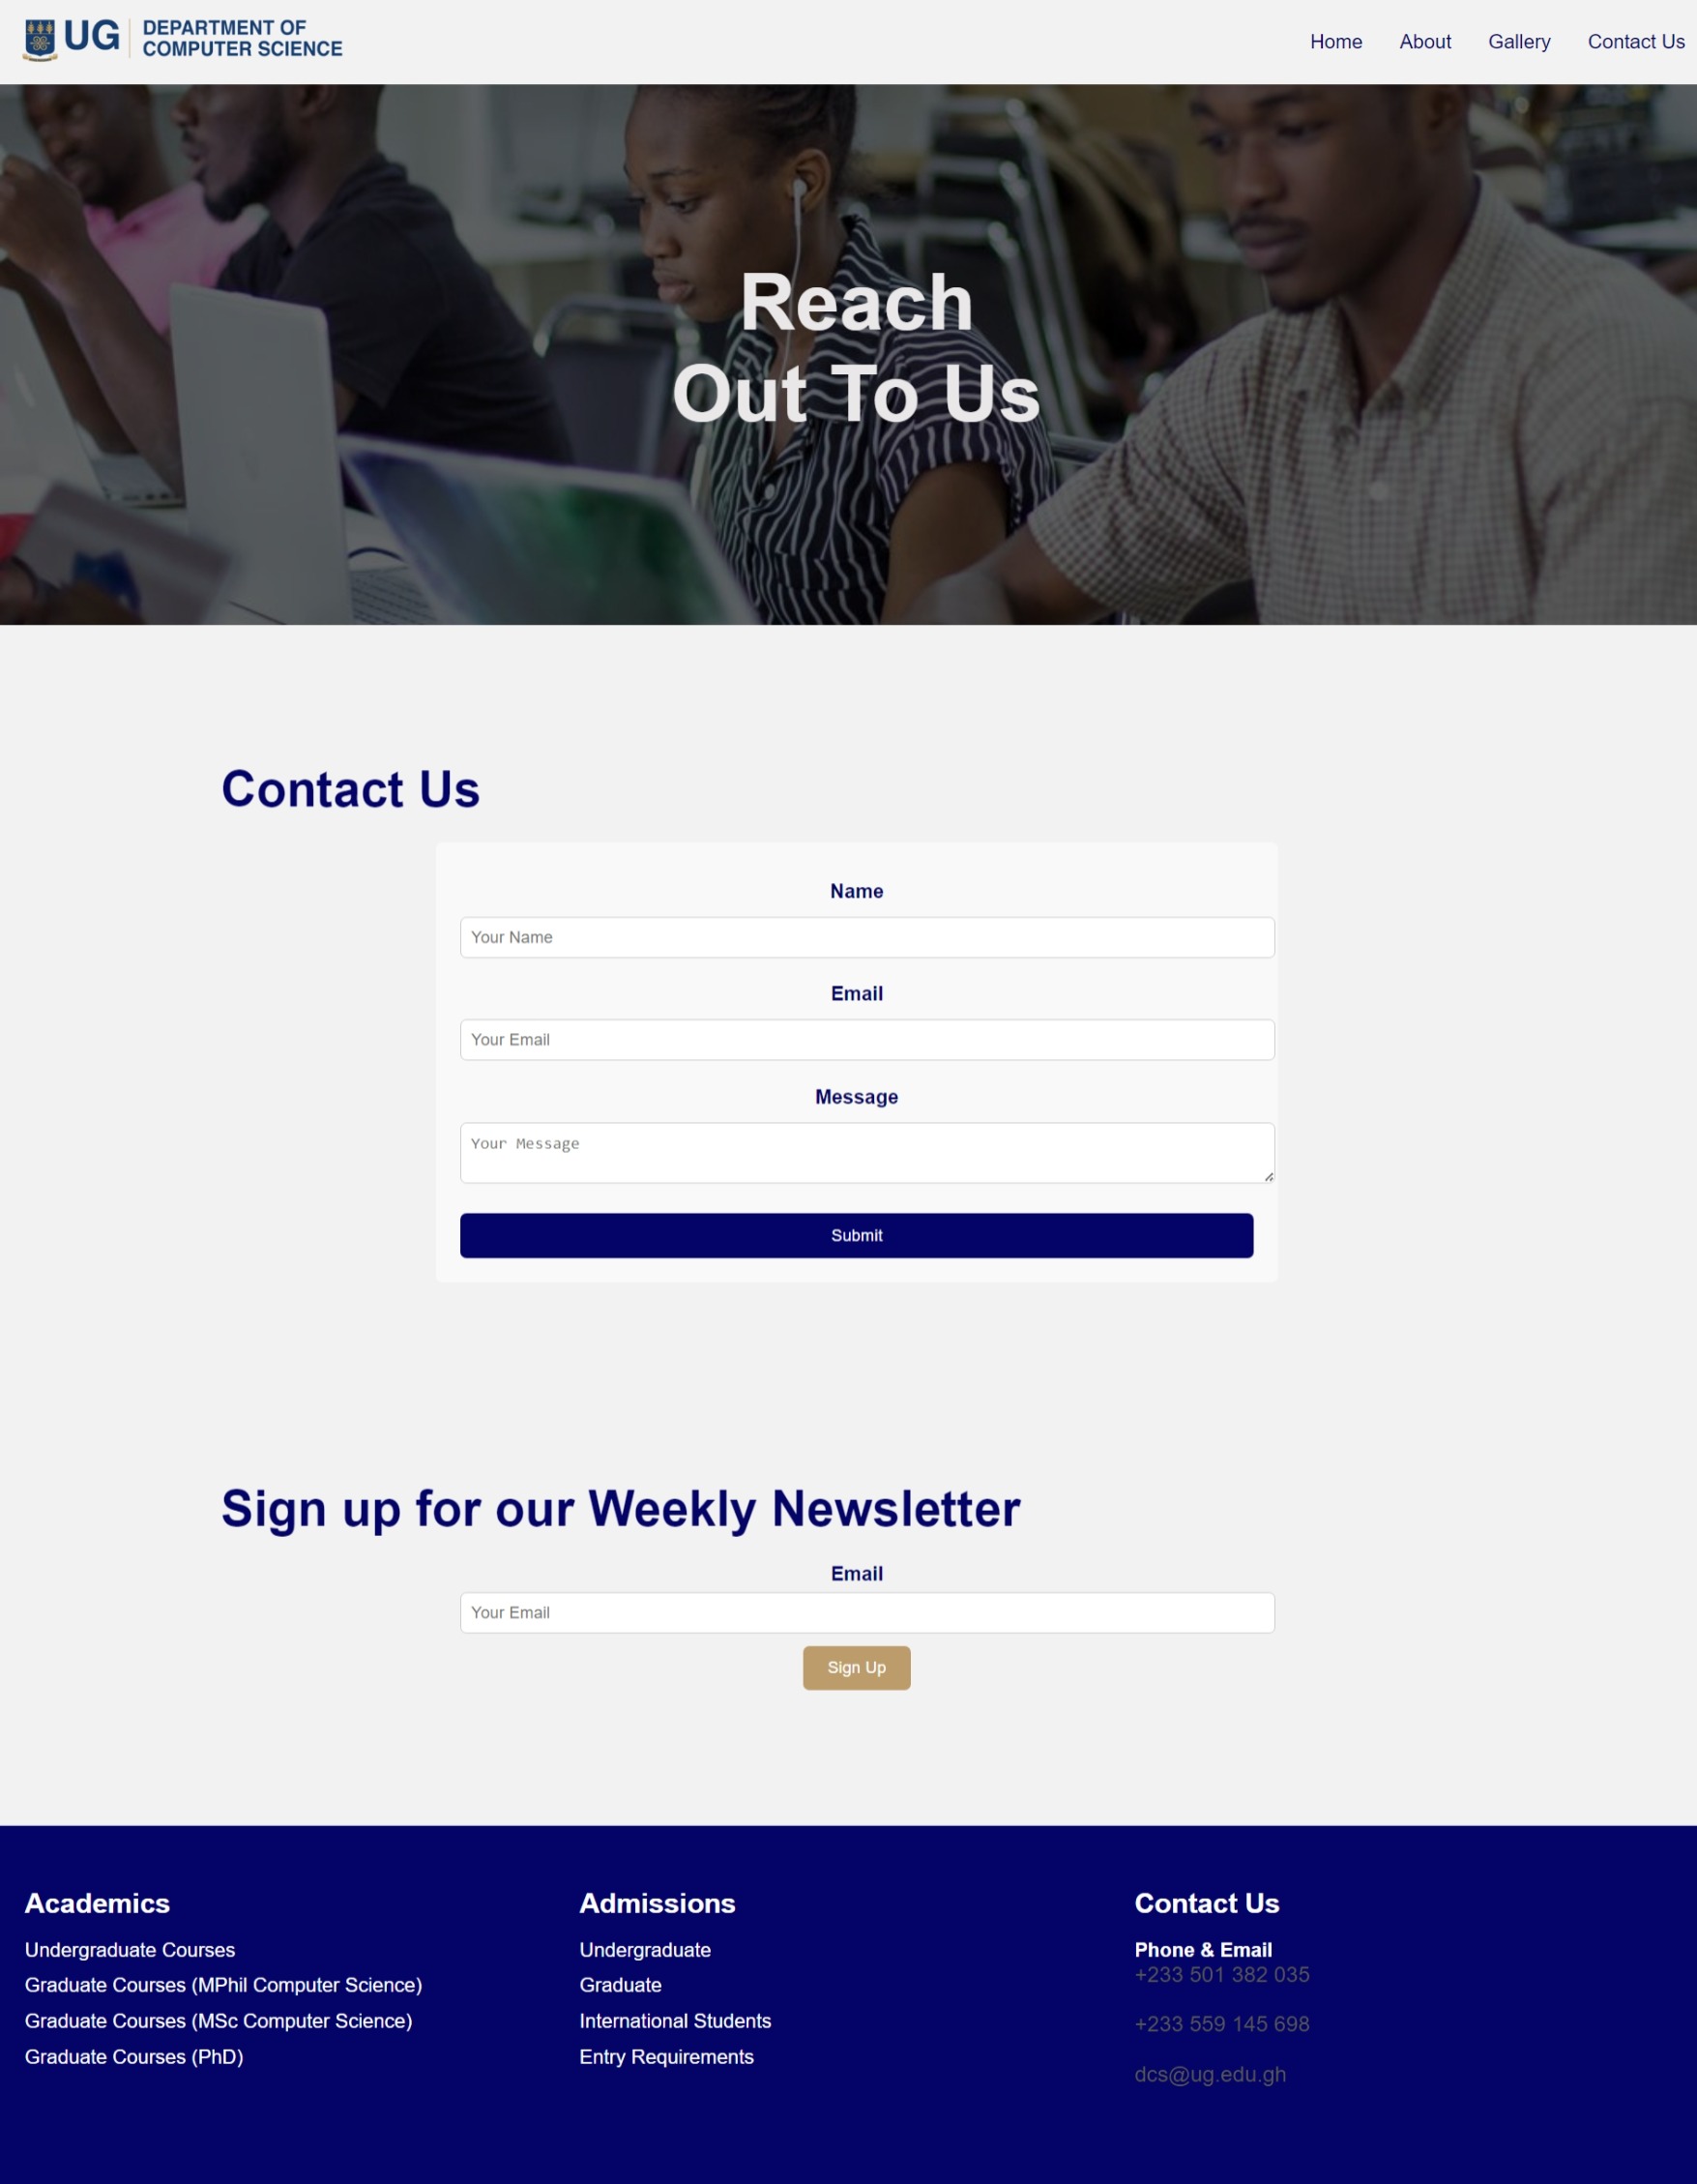 UG
DEPARTMENT OF
COMPUTER SCIENCE
Home
About
Gallery
Contact Us
Reach
Out To Us
Contact Us
Name
Your Name
Email
Your Email
Message
Your Message
Submit
Sign up for our Weekly Newsletter
Email
Your Email
Sign Up
Academics
Undergraduate Courses
Graduate Courses (MPhil Computer Science)
Graduate Courses (MSc Computer Science)
Graduate Courses (PhD)
Admissions
Undergraduate
Graduate
International Students
Entry Requirements
Contact Us
Phone & Email
+233 501 382 035
+233 559 145 698
dcs@ug.edu.gh